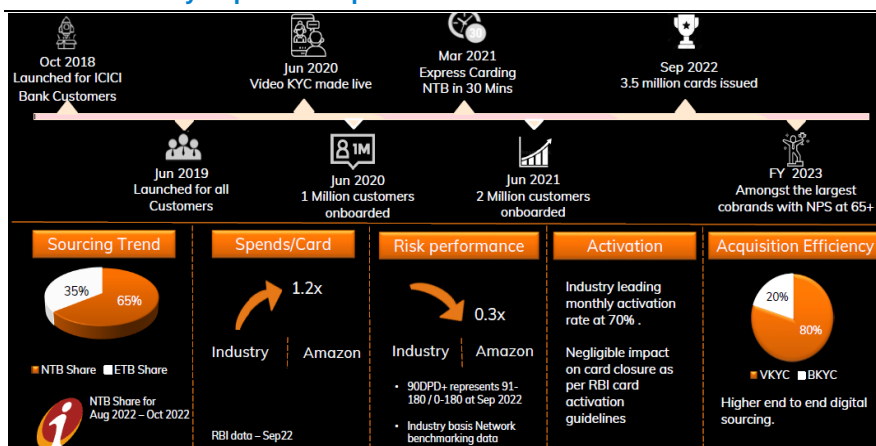 Oct 2018
Launched for ICICI
Bank Customers
Jun 2020
Video KYC made live
30
Mar 2021
Express Carding
NTB in 30 Mins
Sep 2022
3.5 million cards issued
Jun 2019
Launched for all
Customers
1M
Jun 2020
1 Million customers
onboarded
Jun 2021
2 Million customers
onboarded
FY 2023
Amongst the largest
cobrands with NPS at 65+
Sourcing Trend
35%
65%
NTB Share ETB Share
NTB Share for
Aug 2022 – Oct 2022
Spends/Card
1.2x
Industry Amazon
RBI data – Sep22
Risk performance
0.3x
Industry Amazon
• 90DPD+ represents 91-
180 / 0-180 at Sep 2022
• Industry basis Network
benchmarking data
Activation
Industry leading
monthly activation
rate at 70% .
Negligible impact
on card closure as
per RBI card
activation
guidelines
Acquisition Efficiency
20%
80%
VKYC BKYC
Higher end to end digital
sourcing.